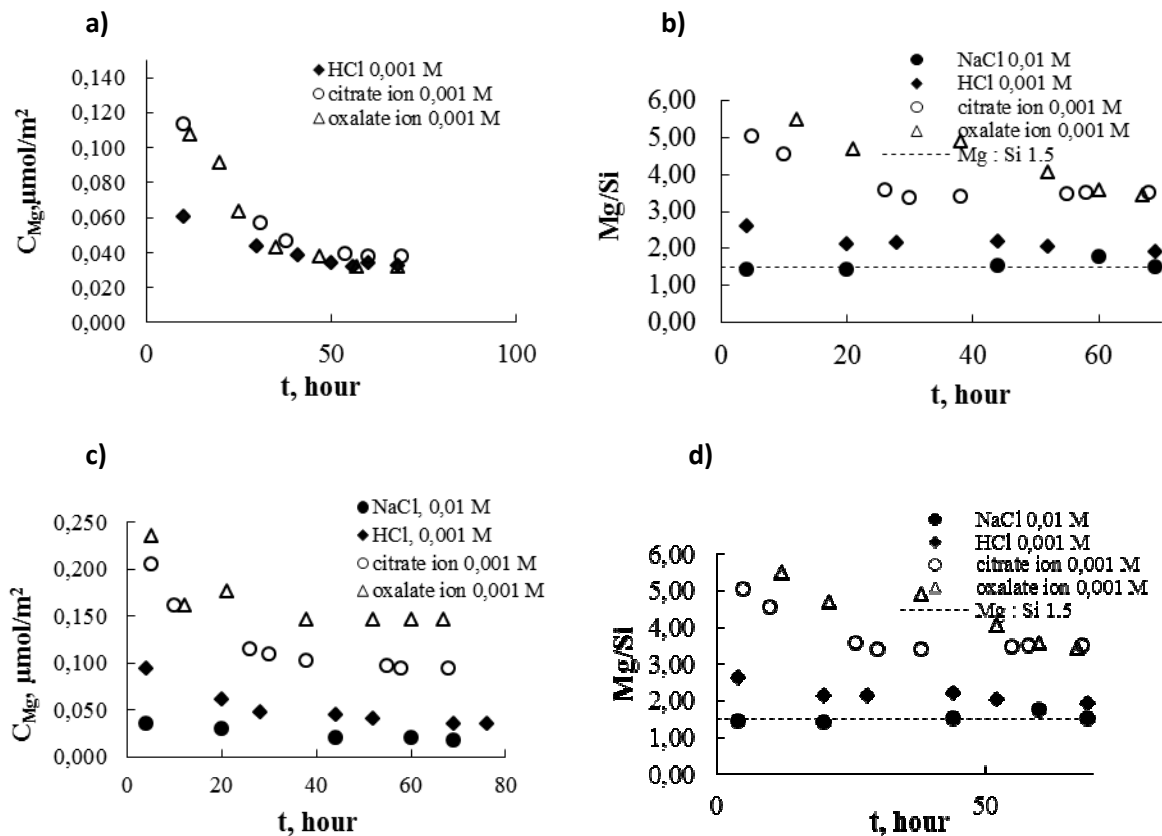 a)
HCl 0,001 M
citrate ion 0,001 M
oxalate ion 0,001 M
0,140
0,120
0,100
0,080
0,060
0,040
0,020
0,000
C_Mg, µmol/m²
0
50
100
t, hour
b)
NaCl 0,01 M
HCl 0,001 M
citrate ion 0,001 M
oxalate ion 0,001 M
Mg : Si 1.5
6,00
5,00
4,00
3,00
2,00
1,00
0,00
Mg/Si
0
20
40
60
t, hour
c)
NaCl, 0,01 M
HCl, 0,001 M
citrate ion 0,001 M
oxalate ion 0,001 M
0,250
0,200
0,150
0,100
0,050
0,000
C_Mg, µmol/m²
0
20
40
60
80
t, hour
d)
NaCl 0,01 M
HCl 0,001 M
citrate ion 0,001 M
oxalate ion 0,001 M
Mg : Si 1.5
6,00
5,00
4,00
3,00
2,00
1,00
0,00
Mg/Si
0
50
t, hour